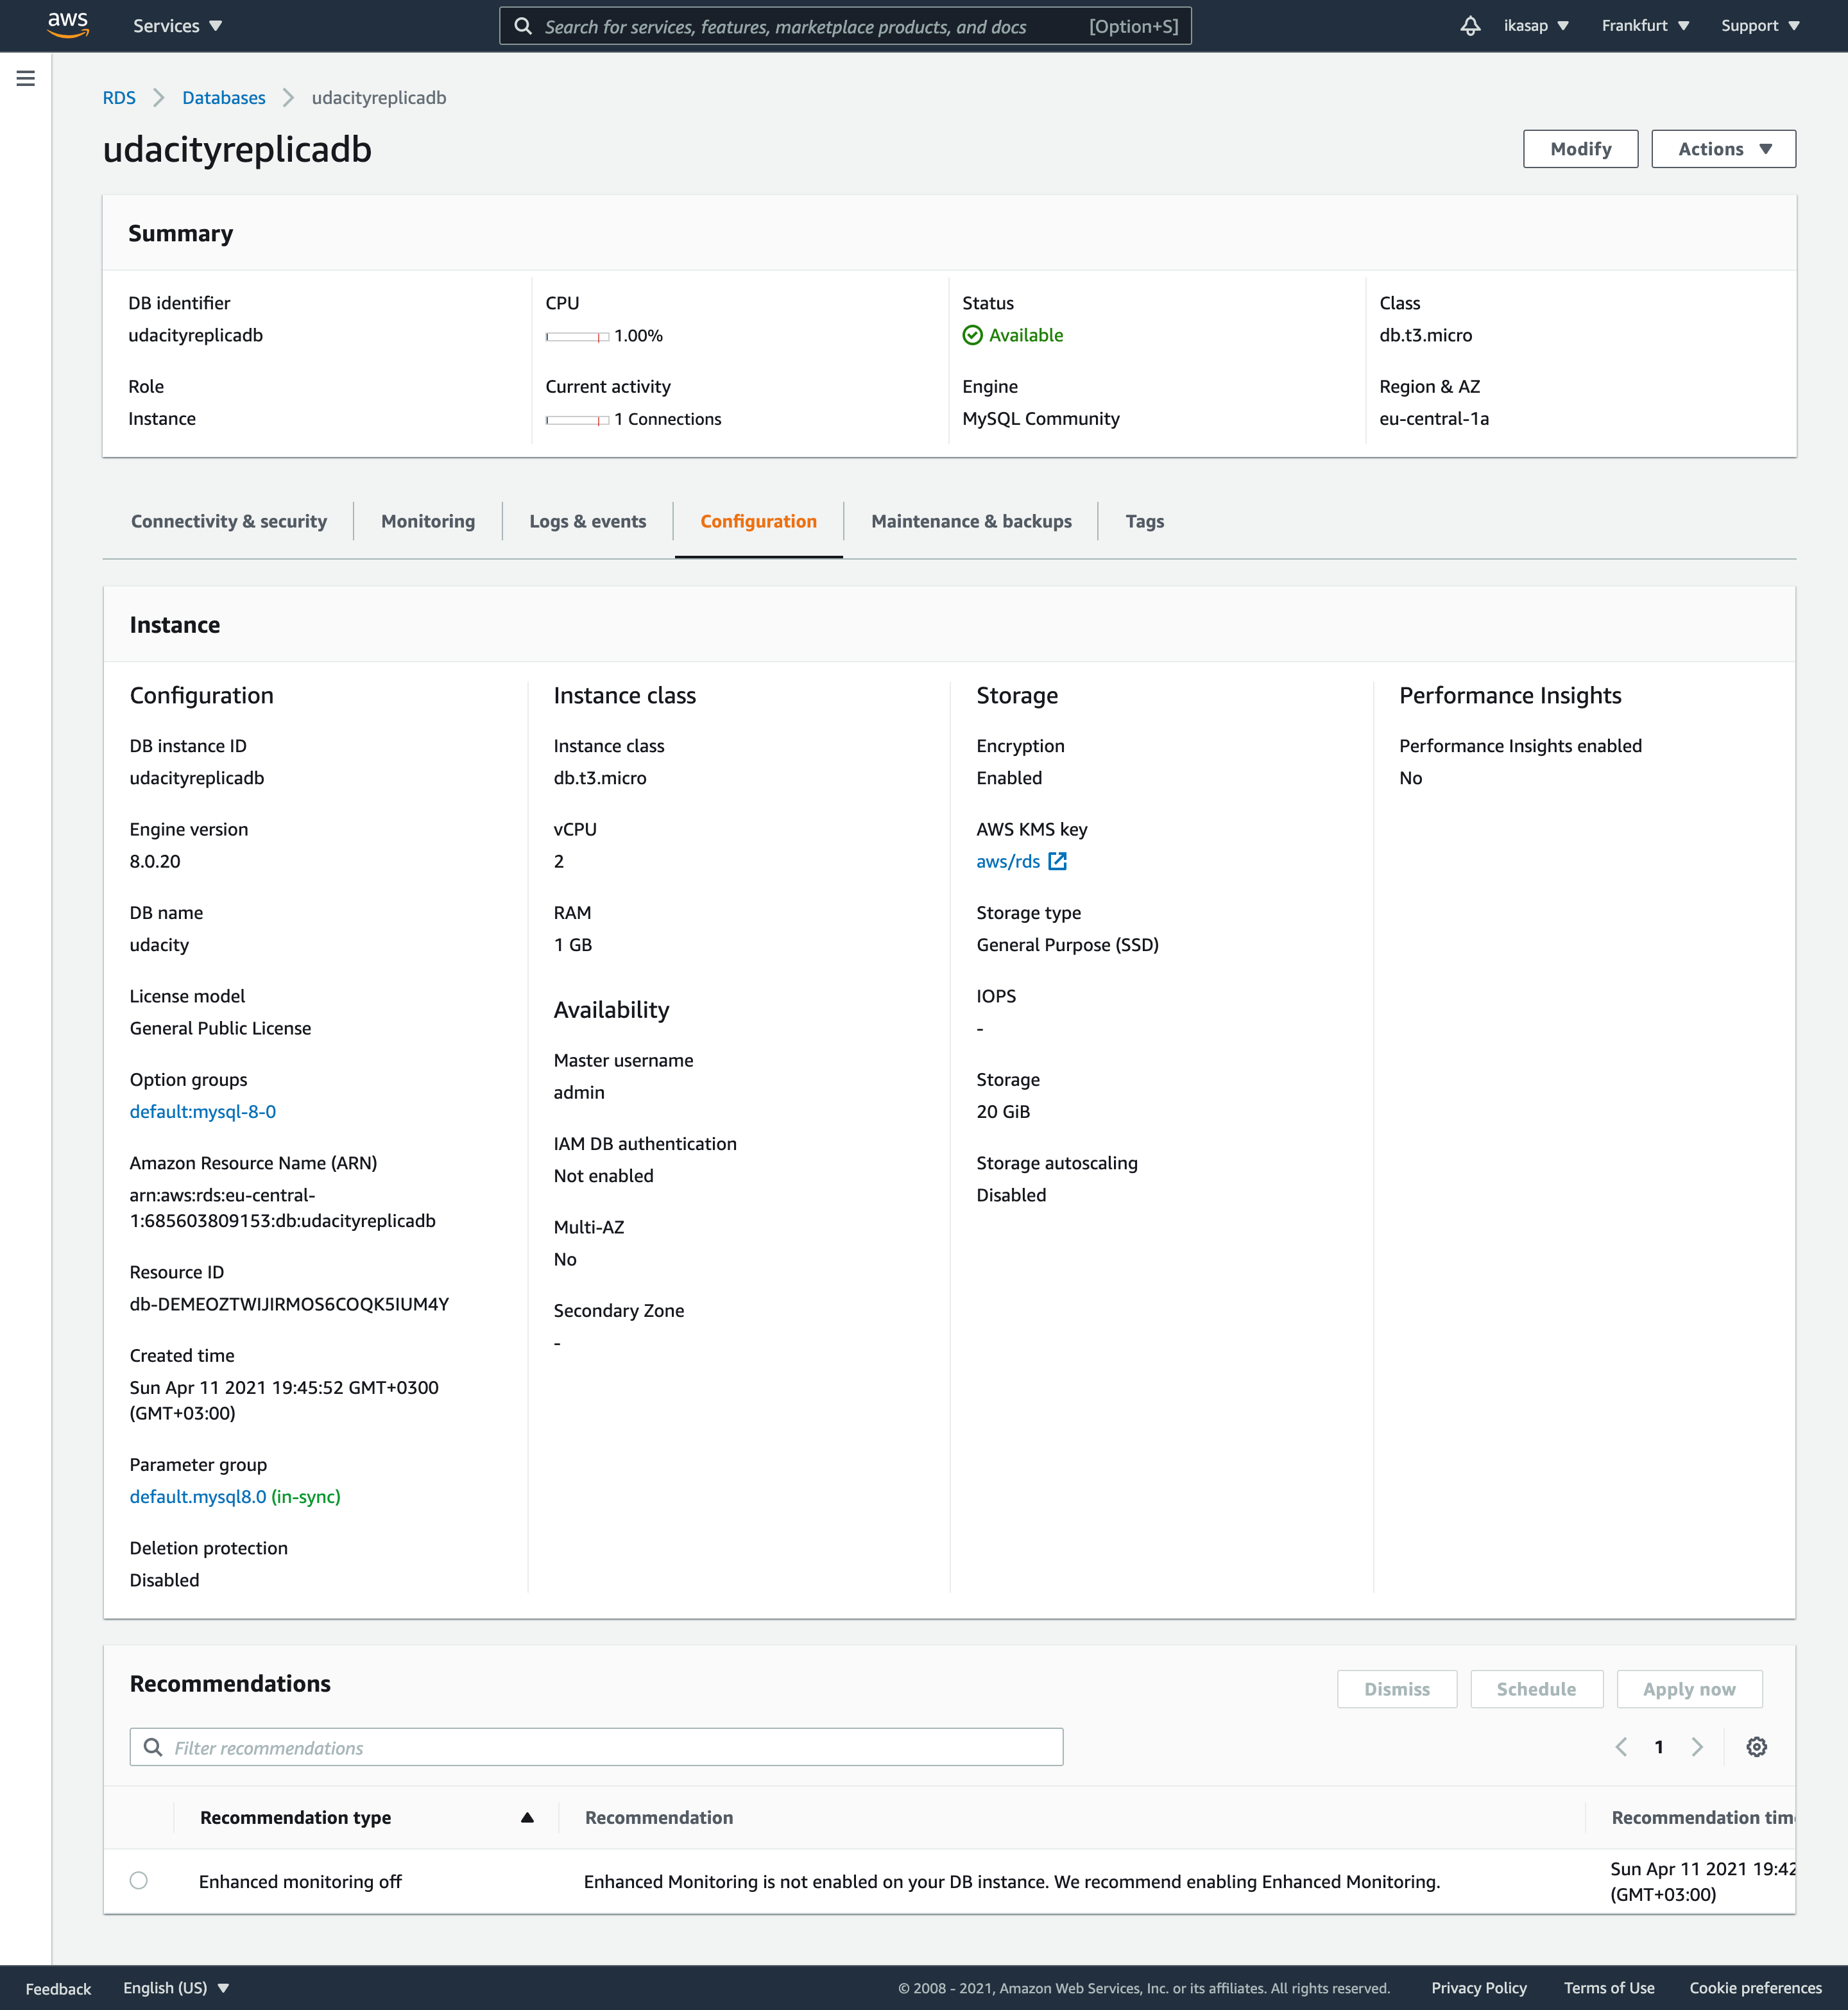 aws
Services
Search for services, features, marketplace products, and docs [Option+S]
ikasap
Frankfurt
Support
RDS
Databases
udacityreplicadb
udacityreplicadb
Modify
Actions
Summary
DB identifier
udacityreplicadb
CPU
1.00%
Status
Available
Class
db.t3.micro
Role
Instance
Current activity
1 Connections
Engine
MySQL Community
Region & AZ
eu-central-1a
Connectivity & security
Monitoring
Logs & events
Configuration
Maintenance & backups
Tags
Instance
Configuration
DB instance ID
udacityreplicadb
Engine version
8.0.20
DB name
udacity
License model
General Public License
Option groups
default:mysql-8-0
Amazon Resource Name (ARN)
arn:aws:rds:eu-central-
1:685603809153:db:udacityreplicadb
Resource ID
db-DEMEOZTWIJIRMOS6COQK5IUM4Y
Created time
Sun Apr 11 2021 19:45:52 GMT+0300
(GMT+03:00)
Parameter group
default.mysql8.0 (in-sync)
Deletion protection
Disabled
Instance class
Instance class
db.t3.micro
vCPU
2
RAM
1 GB
Availability
Master username
admin
IAM DB authentication
Not enabled
Multi-AZ
No
Secondary Zone
-
Storage
Encryption
Enabled
AWS KMS key
aws/rds
Storage type
General Purpose (SSD)
IOPS
-
Storage
20 GiB
Storage autoscaling
Disabled
Performance Insights
Performance Insights enabled
No
Recommendations
Dismiss
Schedule
Apply now
Filter recommendations
1
Recommendation type
Recommendation
Recommendation tim
Enhanced monitoring off
Enhanced Monitoring is not enabled on your DB instance. We recommend enabling Enhanced Monitoring.
Sun Apr 11 2021 19:42
(GMT+03:00)
Feedback
English (US)
© 2008 - 2021, Amazon Web Services, Inc. or its affiliates. All rights reserved.
Privacy Policy
Terms of Use
Cookie preferences